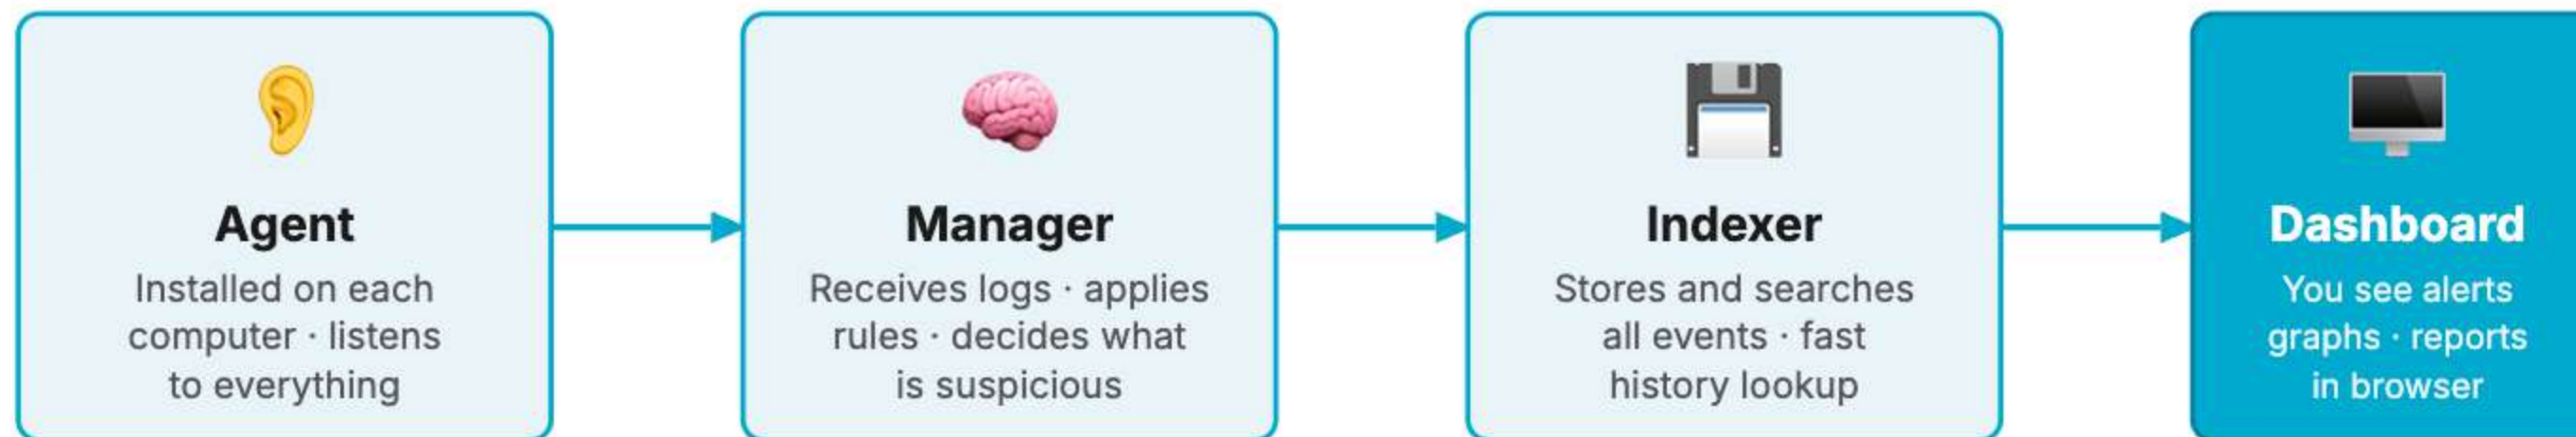 Agent
Installed on each
computer · listens
to everything
Manager
Receives logs · applies
rules · decides what
is suspicious
Indexer
Stores and searches
all events · fast
history lookup
Dashboard
You see alerts
graphs · reports
in browser